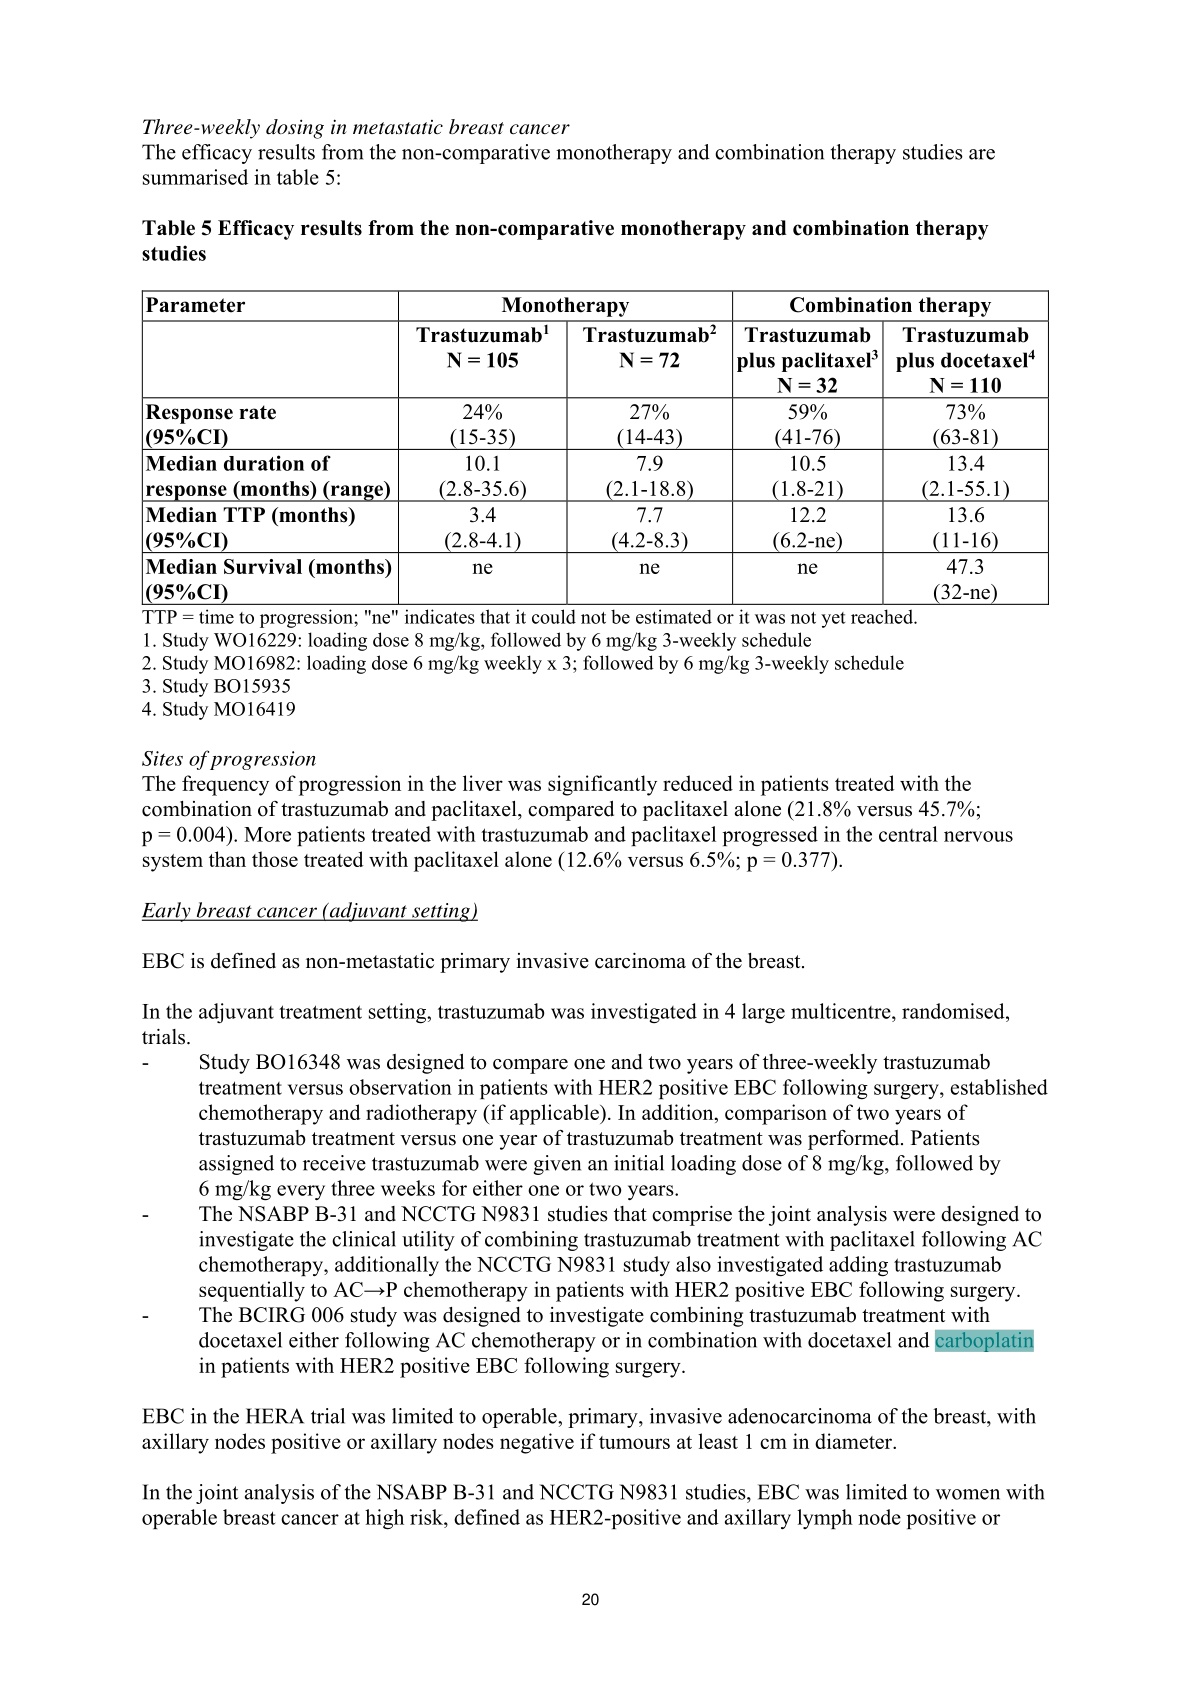 Three-weekly dosing in metastatic breast cancer
The efficacy results from the non-comparative monotherapy and combination therapy studies are
summarised in table 5:
Table 5 Efficacy results from the non-comparative monotherapy and combination therapy
studies
Parameter Monotherapy Combination therapy
Trastuzumab¹ Trastuzumab² Trastuzumab Trastuzumab
N = 105 N = 72 plus paclitaxel³ plus docetaxel⁴
N = 32 N = 110
Response rate 24% 27% 59% 73%
(95%CI) (15-35) (14-43) (41-76) (63-81)
Median duration of 10.1 7.9 10.5 13.4
response (months) (range) (2.8-35.6) (2.1-18.8) (1.8-21) (2.1-55.1)
Median TTP (months) 3.4 7.7 12.2 13.6
(95%CI) (2.8-4.1) (4.2-8.3) (6.2-ne) (11-16)
Median Survival (months) ne ne ne 47.3
(95%CI) (32-ne)
TTP = time to progression; "ne" indicates that it could not be estimated or it was not yet reached.
1. Study WO16229: loading dose 8 mg/kg, followed by 6 mg/kg 3-weekly schedule
2. Study MO16982: loading dose 6 mg/kg weekly x 3; followed by 6 mg/kg 3-weekly schedule
3. Study BO15935
4. Study MO16419
Sites of progression
The frequency of progression in the liver was significantly reduced in patients treated with the
combination of trastuzumab and paclitaxel, compared to paclitaxel alone (21.8% versus 45.7%;
p = 0.004). More patients treated with trastuzumab and paclitaxel progressed in the central nervous
system than those treated with paclitaxel alone (12.6% versus 6.5%; p = 0.377).
Early breast cancer (adjuvant setting)
EBC is defined as non-metastatic primary invasive carcinoma of the breast.
In the adjuvant treatment setting, trastuzumab was investigated in 4 large multicentre, randomised,
trials.
- Study BO16348 was designed to compare one and two years of three-weekly trastuzumab
treatment versus observation in patients with HER2 positive EBC following surgery, established
chemotherapy and radiotherapy (if applicable). In addition, comparison of two years of
trastuzumab treatment versus one year of trastuzumab treatment was performed. Patients
assigned to receive trastuzumab were given an initial loading dose of 8 mg/kg, followed by
6 mg/kg every three weeks for either one or two years.
- The NSABP B-31 and NCCTG N9831 studies that comprise the joint analysis were designed to
investigate the clinical utility of combining trastuzumab treatment with paclitaxel following AC
chemotherapy, additionally the NCCTG N9831 study also investigated adding trastuzumab
sequentially to AC→P chemotherapy in patients with HER2 positive EBC following surgery.
- The BCIRG 006 study was designed to investigate combining trastuzumab treatment with
docetaxel either following AC chemotherapy or in combination with docetaxel and carboplatin
in patients with HER2 positive EBC following surgery.
EBC in the HERA trial was limited to operable, primary, invasive adenocarcinoma of the breast, with
axillary nodes positive or axillary nodes negative if tumours at least 1 cm in diameter.
In the joint analysis of the NSABP B-31 and NCCTG N9831 studies, EBC was limited to women with
operable breast cancer at high risk, defined as HER2-positive and axillary lymph node positive or
20